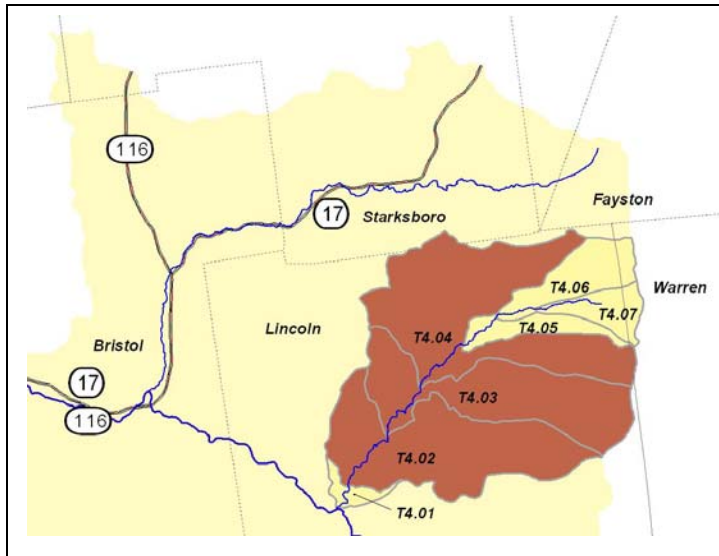 116
17
Starksboro
Fayston
Warren
T4.06
T4.07
T4.05
Lincoln
T4.04
Bristol
17
116
T4.03
T4.02
T4.01